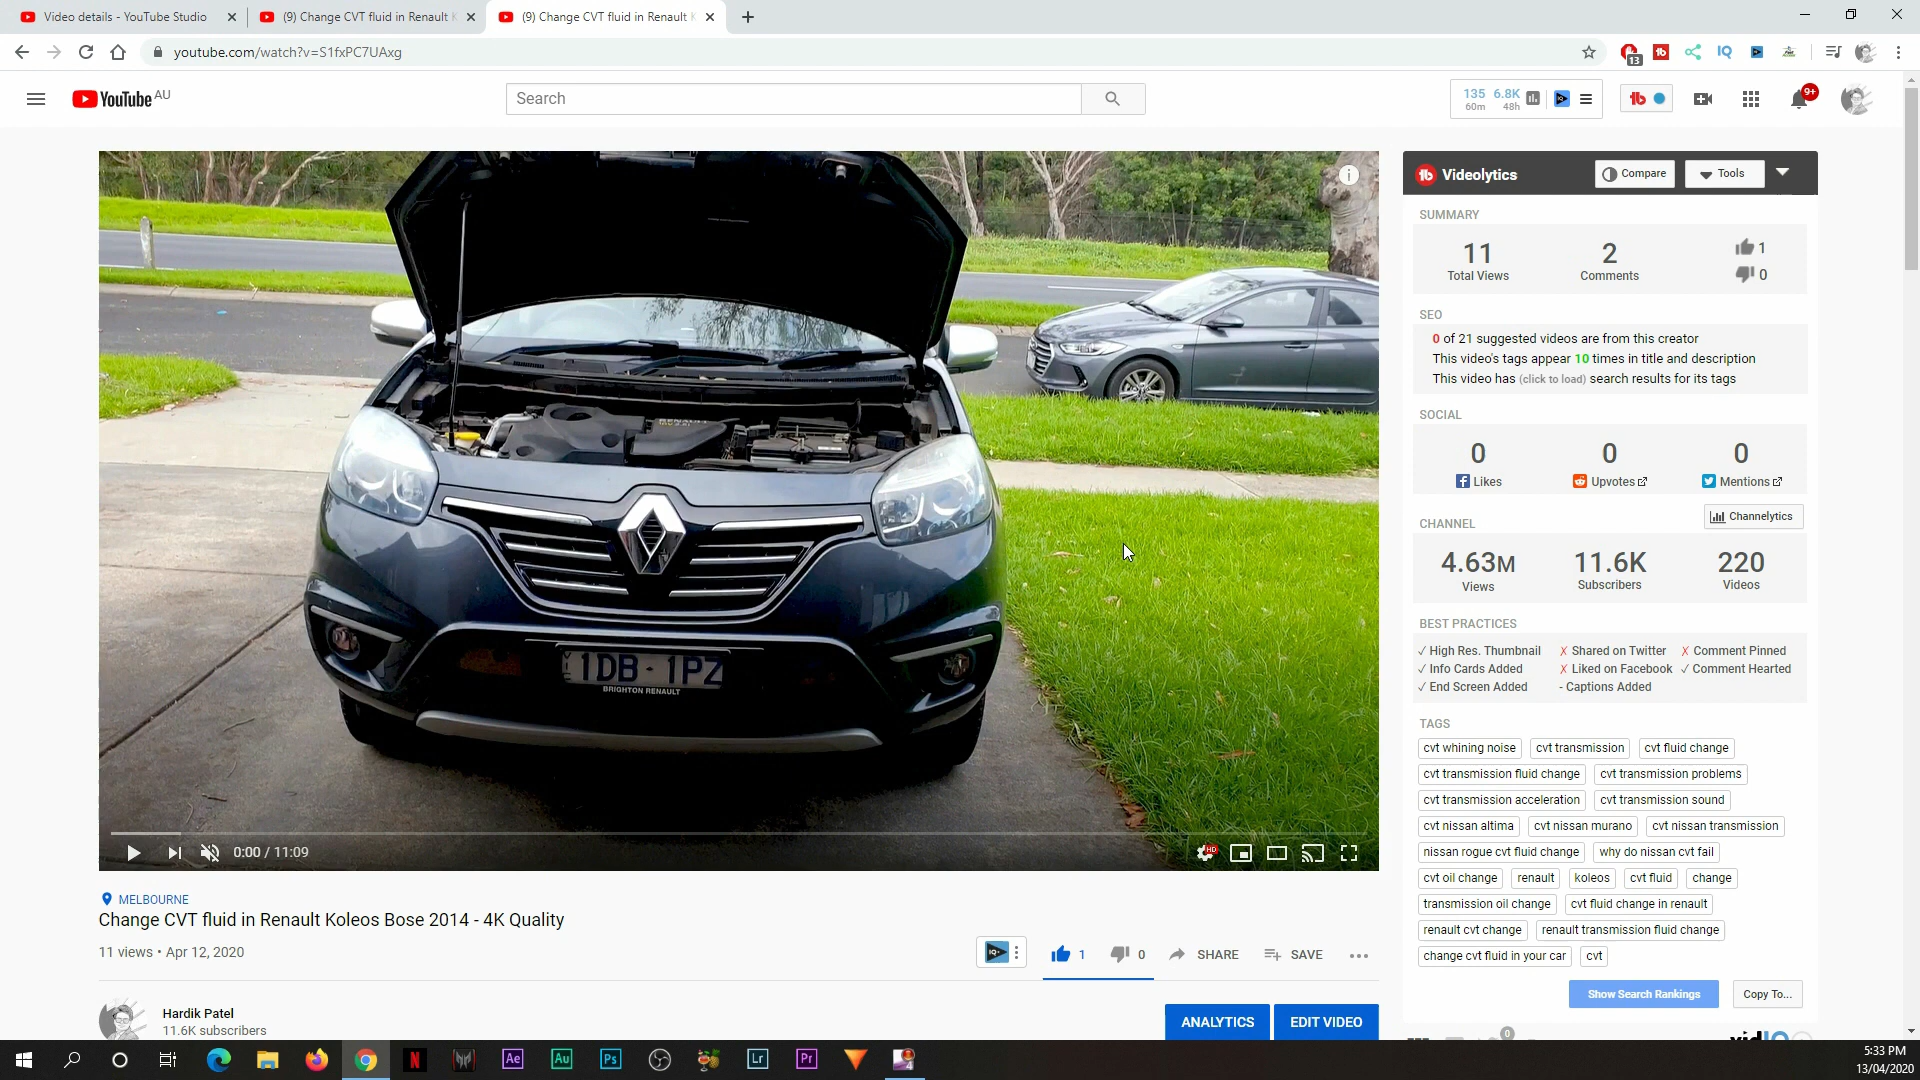 Video details - YouTube Studio
(9) Change CVT fluid in Renault K
(9) Change CVT fluid in Renault K
youtube.com/watch?v=S1fxPC7UAxg
13
YouTube AU
Search
135 6.8K
60m 48h
9+
RENAULT
1DB - 1PZ
BRIGHTON RENAULT
0:00 / 11:09
HD
MELBOURNE
Change CVT fluid in Renault Koleos Bose 2014 - 4K Quality
11 views • Apr 12, 2020
1
0
SHARE
SAVE
Hardik Patel
11.6K subscribers
ANALYTICS
EDIT VIDEO
Videolytics
Compare
Tools
SUMMARY
11
Total Views
2
Comments
1
0
SEO
0 of 21 suggested videos are from this creator
This video's tags appear 10 times in title and description
This video has (click to load) search results for its tags
SOCIAL
0 0 0
Likes Upvotes Mentions
CHANNEL
Channelytics
4.63M 11.6K 220
Views Subscribers Videos
BEST PRACTICES
✓ High Res. Thumbnail ✗ Shared on Twitter ✗ Comment Pinned
✓ Info Cards Added ✗ Liked on Facebook ✓ Comment Hearted
✓ End Screen Added - Captions Added
TAGS
cvt whining noise cvt transmission cvt fluid change
cvt transmission fluid change cvt transmission problems
cvt transmission acceleration cvt transmission sound
cvt nissan altima cvt nissan murano cvt nissan transmission
nissan rogue cvt fluid change why do nissan cvt fail
cvt oil change renault koleos cvt fluid change
transmission oil change cvt fluid change in renault
renault cvt change renault transmission fluid change
change cvt fluid in your car cvt
Show Search Rankings Copy To...
0
vidIQ
Ae Au Ps Lr Pr
5:33 PM
13/04/2020